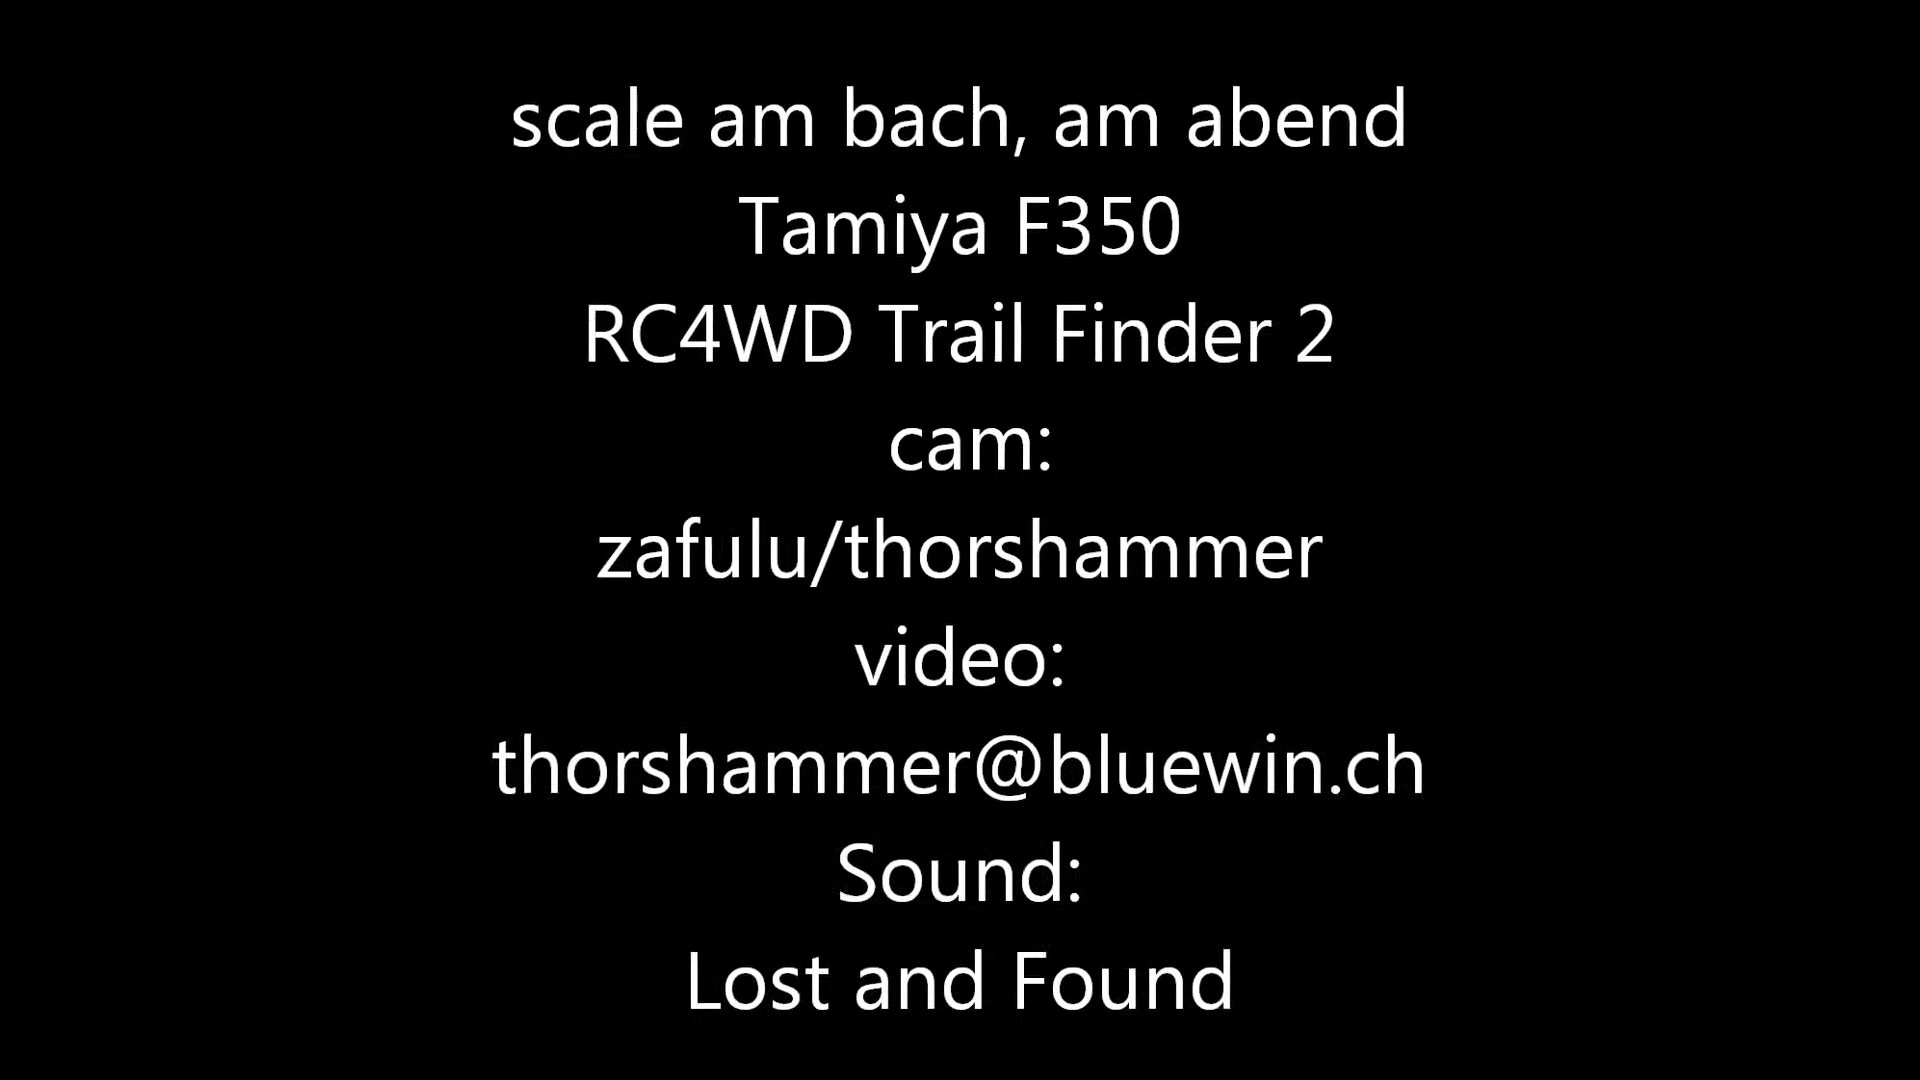 scale am bach, am abend
Tamiya F350
RC4WD Trail Finder 2
cam:
zafulu/thorshammer
video:
thorshammer@bluewin.ch
Sound:
Lost and Found